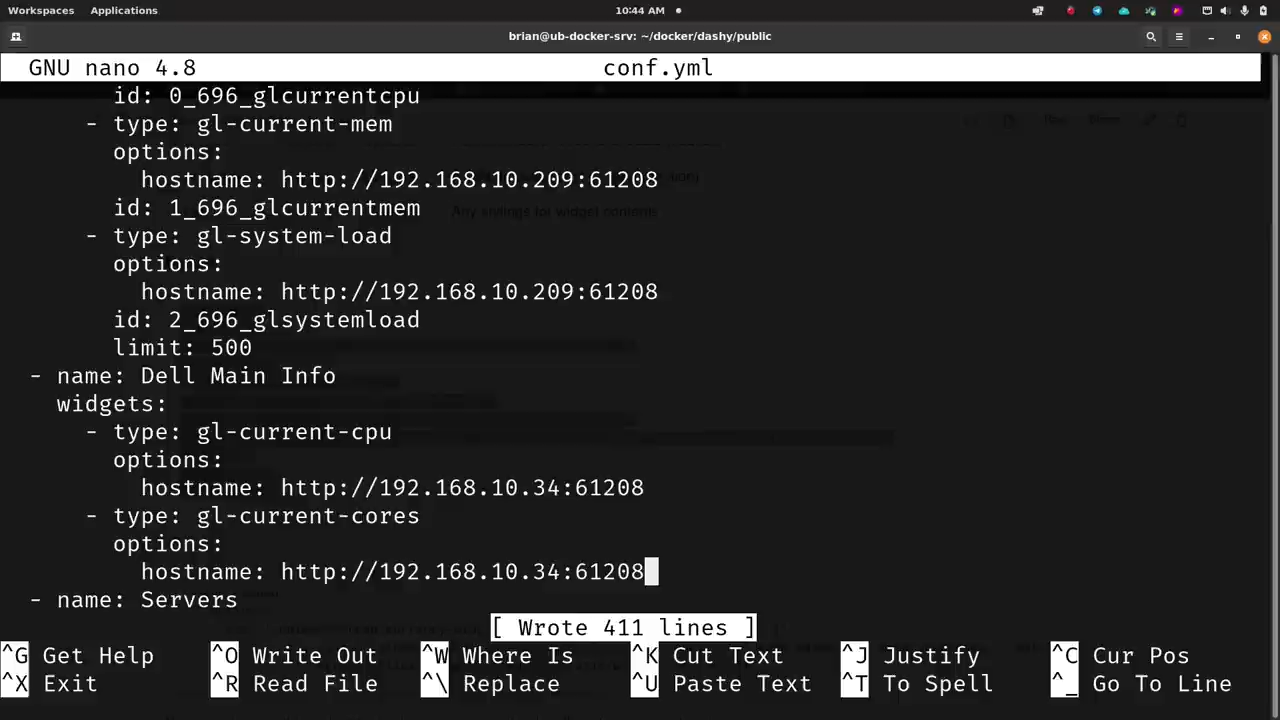 Workspaces Applications 10:44 AM
brian@ub-docker-srv: ~/docker/dashy/public
GNU nano 4.8 conf.yml
id: 0_696_glcurrentcpu
- type: gl-current-mem
options:
hostname: http://192.168.10.209:61208
id: 1_696_glcurrentmem
Any stylings for widget contents
- type: gl-system-load
options:
hostname: http://192.168.10.209:61208
id: 2_696_glsystemload
limit: 500
- name: Dell Main Info
widgets:
- type: gl-current-cpu
options:
hostname: http://192.168.10.34:61208
- type: gl-current-cores
options:
hostname: http://192.168.10.34:61208
- name: Servers
[ Wrote 411 lines ]
^G Get Help ^O Write Out ^W Where Is ^K Cut Text ^J Justify ^C Cur Pos
^X Exit ^R Read File ^\ Replace ^U Paste Text ^T To Spell ^_ Go To Line